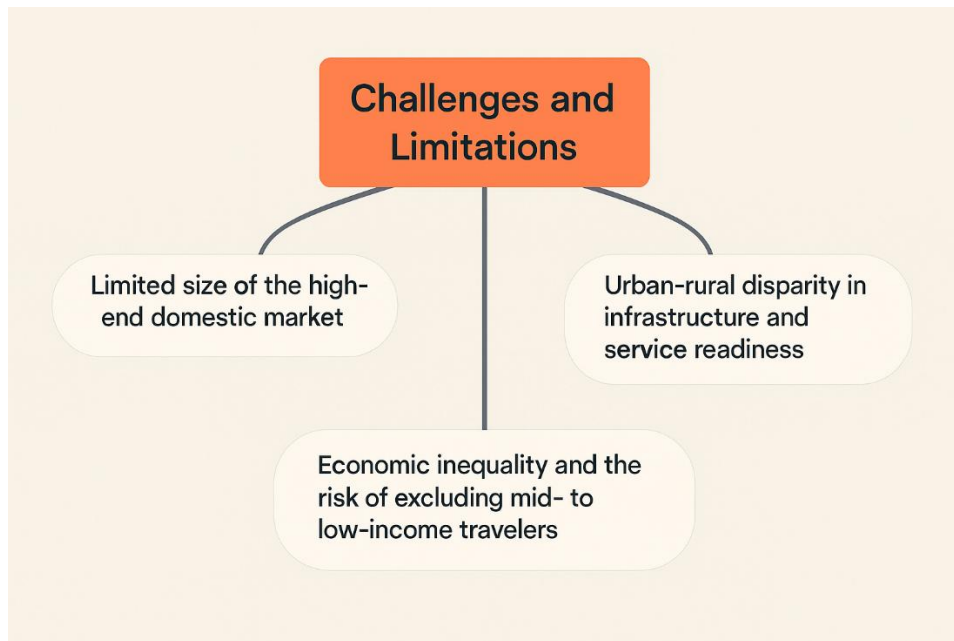 Challenges and
Limitations
Limited size of the high-
end domestic market
Urban-rural disparity in
infrastructure and
service readiness
Economic inequality and the
risk of excluding mid- to
low-income travelers